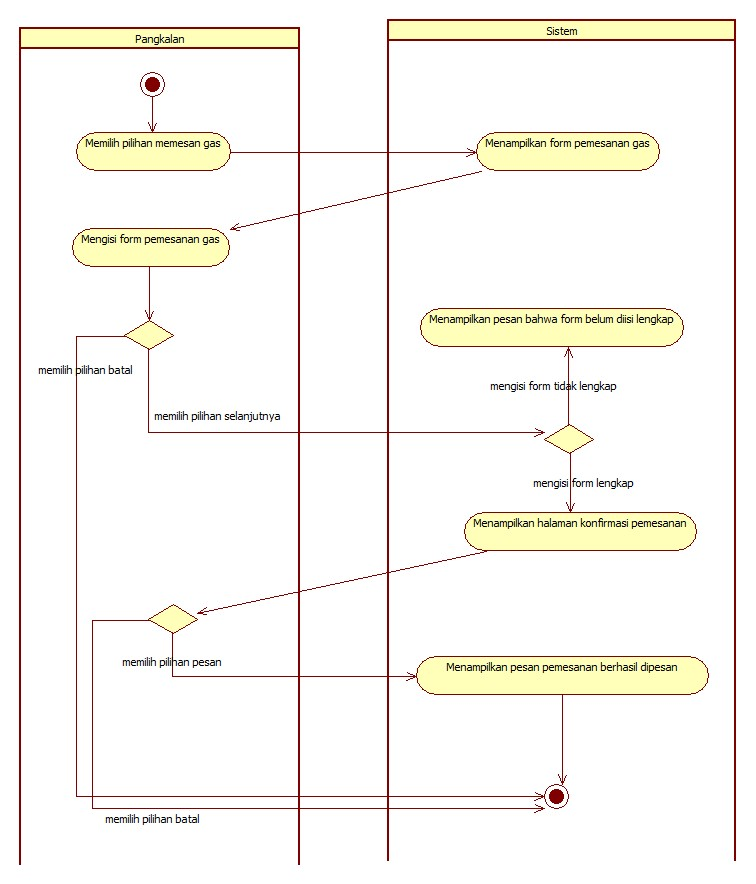 Pangkalan
Sistem
Memilih pilihan memesan gas
Menampilkan form pemesanan gas
Mengisi form pemesanan gas
Menampilkan pesan bahwa form belum diisi lengkap
memilih pilihan batal
mengisi form tidak lengkap
memilih pilihan selanjutnya
mengisi form lengkap
Menampilkan halaman konfirmasi pemesanan
memilih pilihan pesan
Menampilkan pesan pemesanan berhasil dipesan
memilih pilihan batal